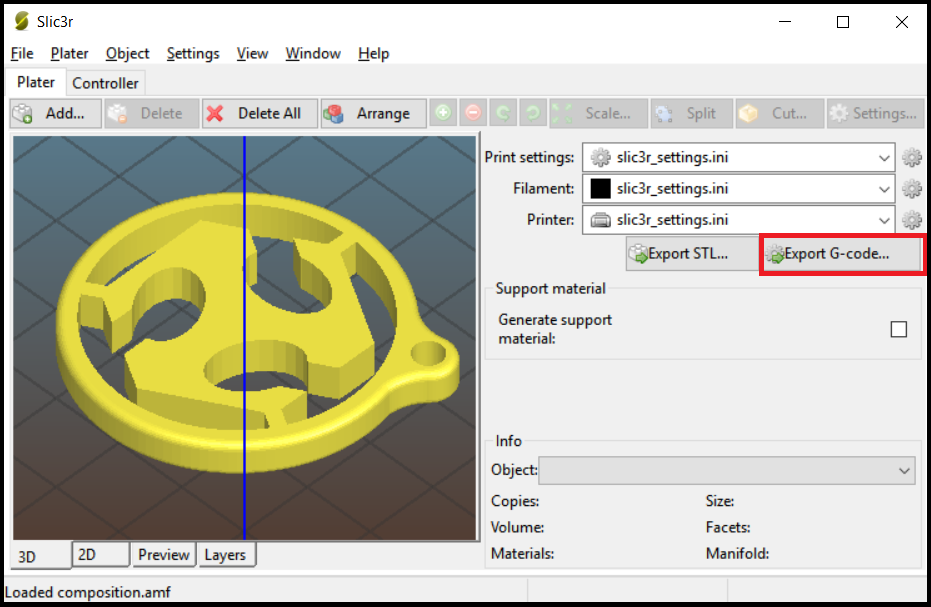 Slic3r
File Plater Object Settings View Window Help
Plater Controller
Add... Delete Delete All Arrange Scale... Split Cut... Settings...
Print settings: slic3r_settings.ini
Filament: slic3r_settings.ini
Printer: slic3r_settings.ini
Export STL... Export G-code...
Support material
Generate support
material:
Info
Object:
Copies: Size:
Volume: Facets:
Materials: Manifold:
3D 2D Preview Layers
Loaded composition.amf